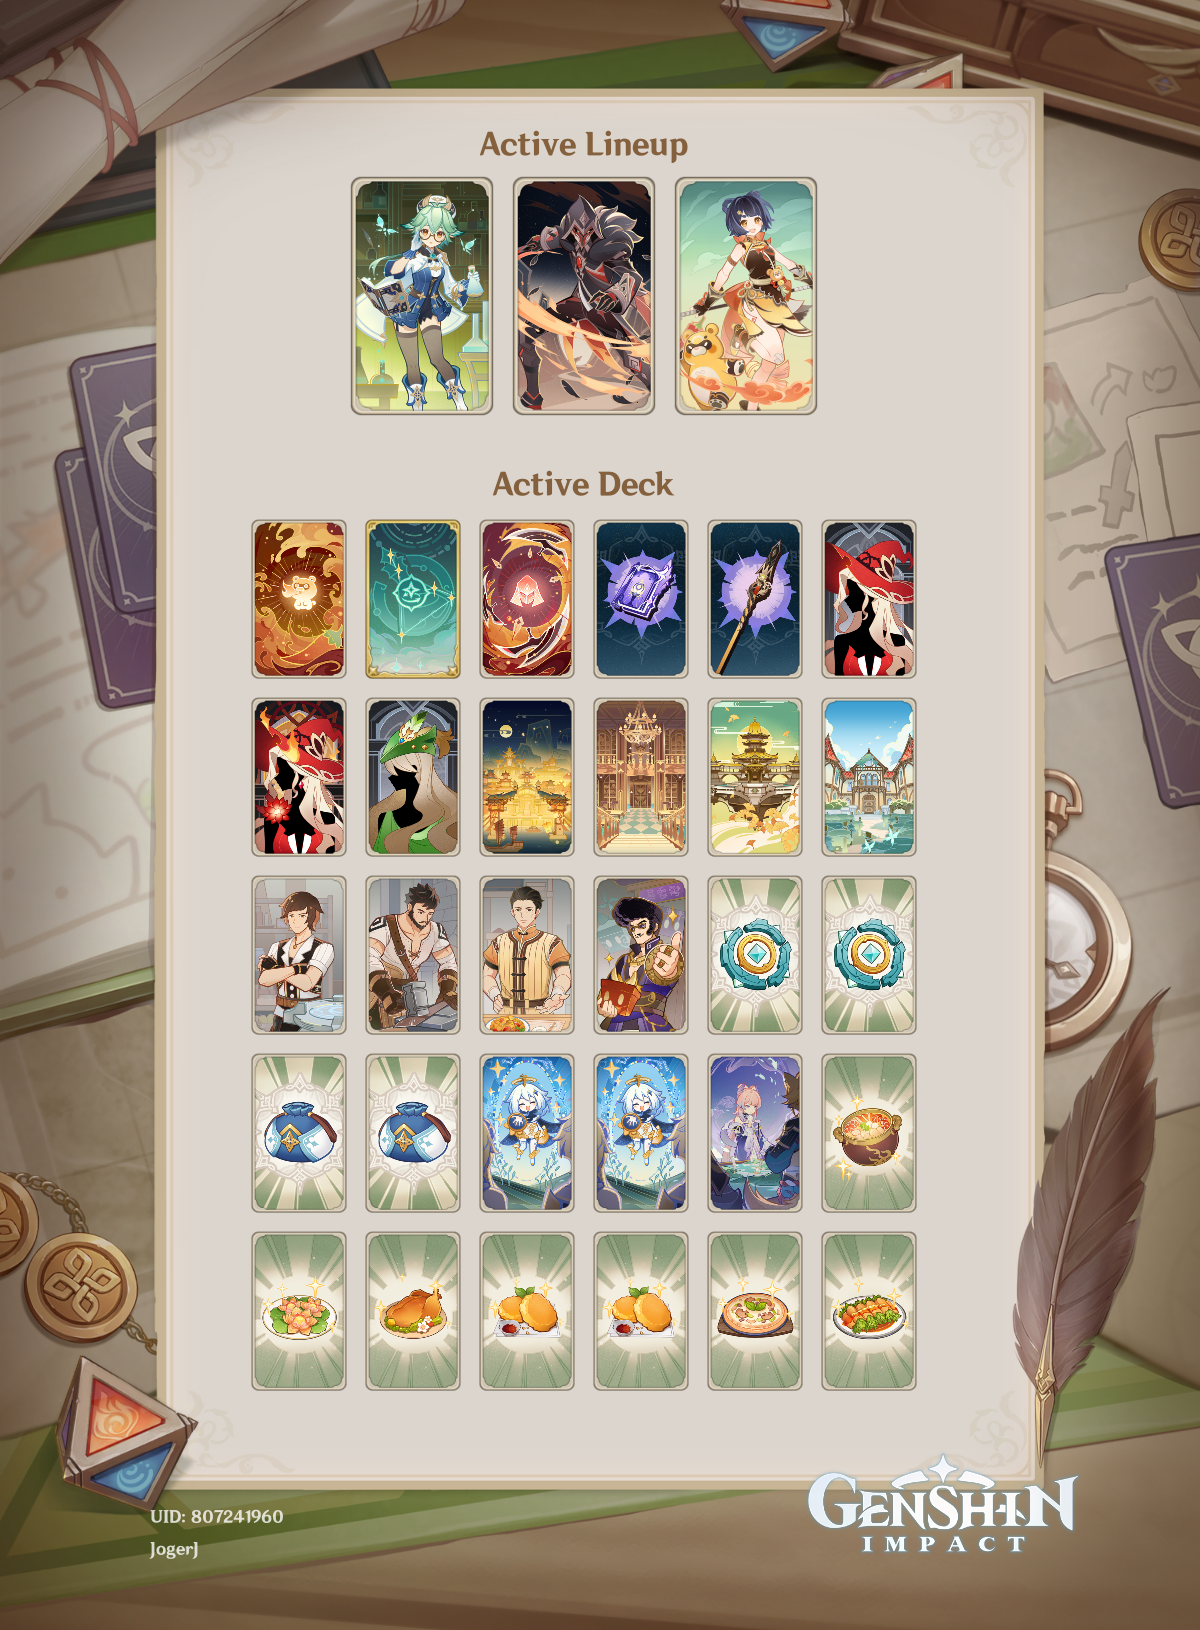 Active Lineup
Active Deck
UID: 807241960
JogerJ
GENSHIN
IMPACT